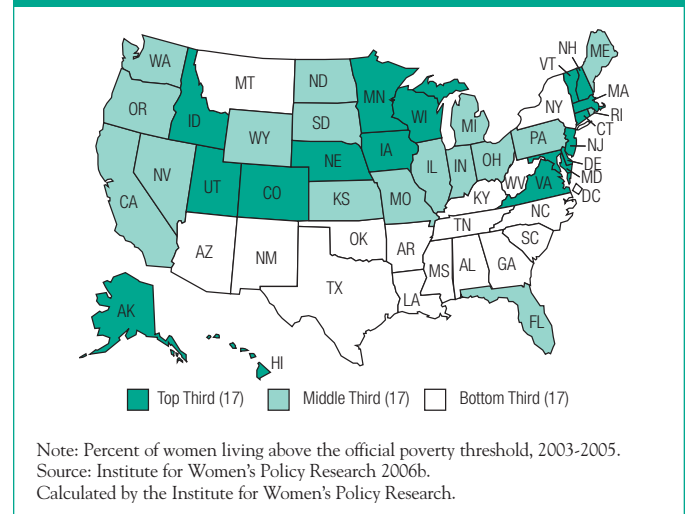 NH
ME
VT
WA
MT
ND
MN
MA
OR
ID
SD
WI
MI
NY
RI
CT
WY
PA
NJ
IA
NE
OH
DE
IL
IN
MD
NV
UT
CO
WV
VA
DC
CA
KS
MO
KY
NC
TN
OK
SC
AZ
NM
AR
MS
AL
GA
TX
LA
AK
FL
HI
Top Third (17)
Middle Third (17)
Bottom Third (17)
Note: Percent of women living above the official poverty threshold, 2003-2005.
Source: Institute for Women's Policy Research 2006b.
Calculated by the Institute for Women's Policy Research.